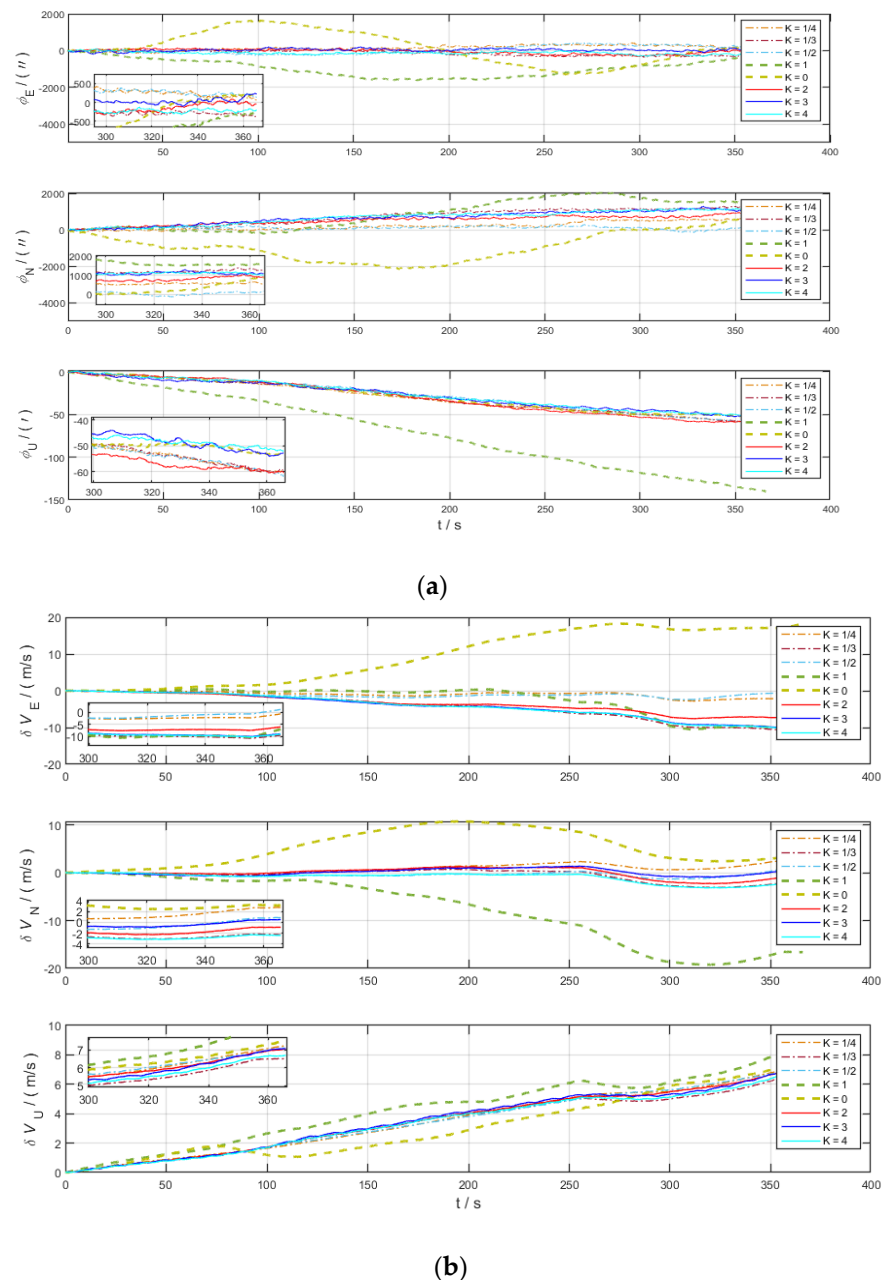 2000
0
-2000
-4000
ϕ_E / (″)
500
0
-500
300 320 340 360
K = 1/4
K = 1/3
K = 1/2
K = 1
K = 0
K = 2
K = 3
K = 4
0 50 100 150 200 250 300 350 400
2000
0
-2000
-4000
ϕ_N / (″)
2000
1000
0
300 320 340 360
K = 1/4
K = 1/3
K = 1/2
K = 1
K = 0
K = 2
K = 3
K = 4
0 50 100 150 200 250 300 350 400
0
-50
-100
-150
ϕ_U / (′)
-40
-50
-60
300 320 340 360
K = 1/4
K = 1/3
K = 1/2
K = 1
K = 0
K = 2
K = 3
K = 4
0 50 100 150 200 250 300 350 400
t / s
(a)
20
10
0
-10
-20
δ V_E / ( m/s )
0
-5
-10
300 320 340 360
K = 1/4
K = 1/3
K = 1/2
K = 1
K = 0
K = 2
K = 3
K = 4
0 50 100 150 200 250 300 350 400
10
0
-10
-20
δ V_N / ( m/s )
4
2
0
-2
-4
300 320 340 360
K = 1/4
K = 1/3
K = 1/2
K = 1
K = 0
K = 2
K = 3
K = 4
0 50 100 150 200 250 300 350 400
10
8
6
4
2
0
δ V_U / ( m/s )
7
6
5
300 320 340 360
K = 1/4
K = 1/3
K = 1/2
K = 1
K = 0
K = 2
K = 3
K = 4
0 50 100 150 200 250 300 350 400
t / s
(b)